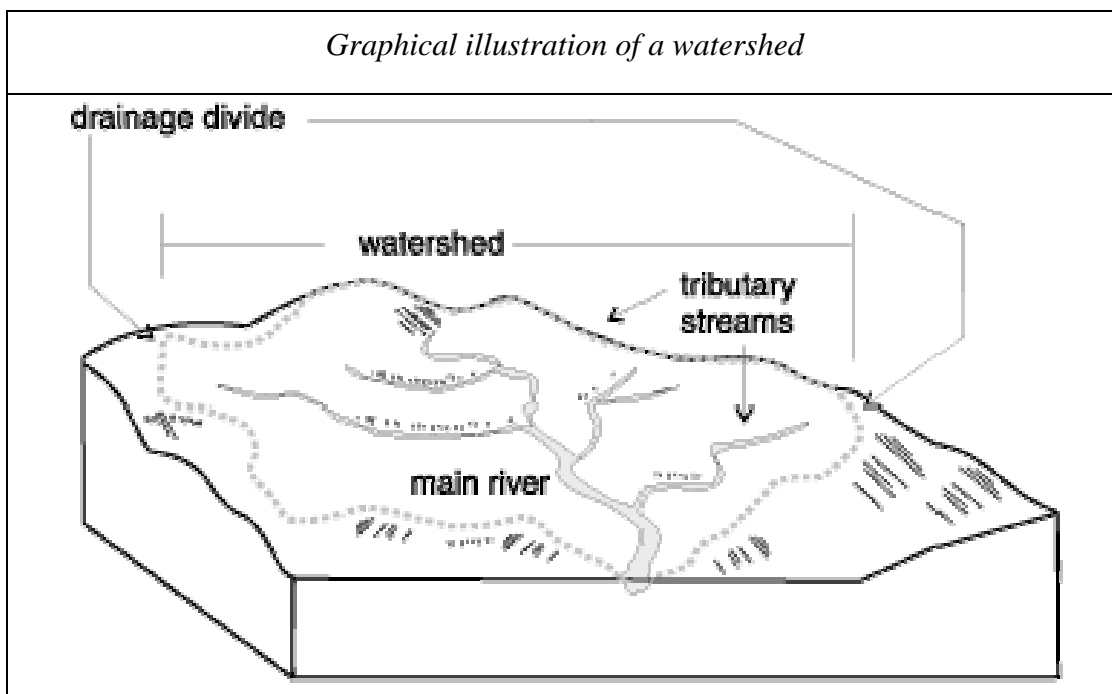 Graphical illustration of a watershed
drainage divide
watershed
tributary
streams
main river